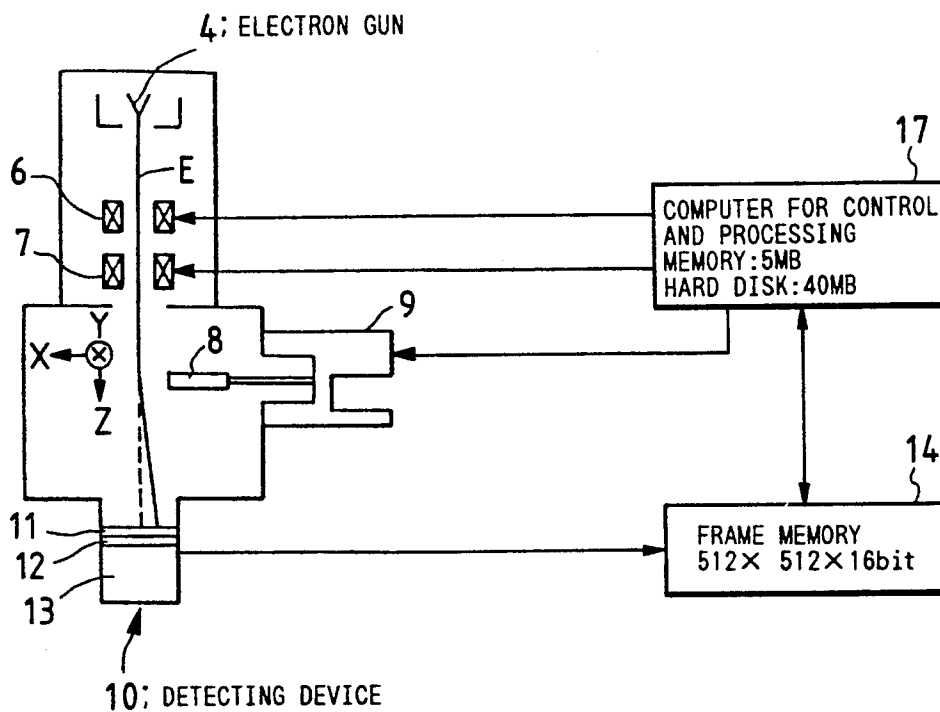 4; ELECTRON GUN
6
E
17
COMPUTER FOR CONTROL
AND PROCESSING
MEMORY:5MB
HARD DISK:40MB
7
Y
X
Z
8
9
14
FRAME MEMORY
512× 512×16bit
11
12
13
10; DETECTING DEVICE